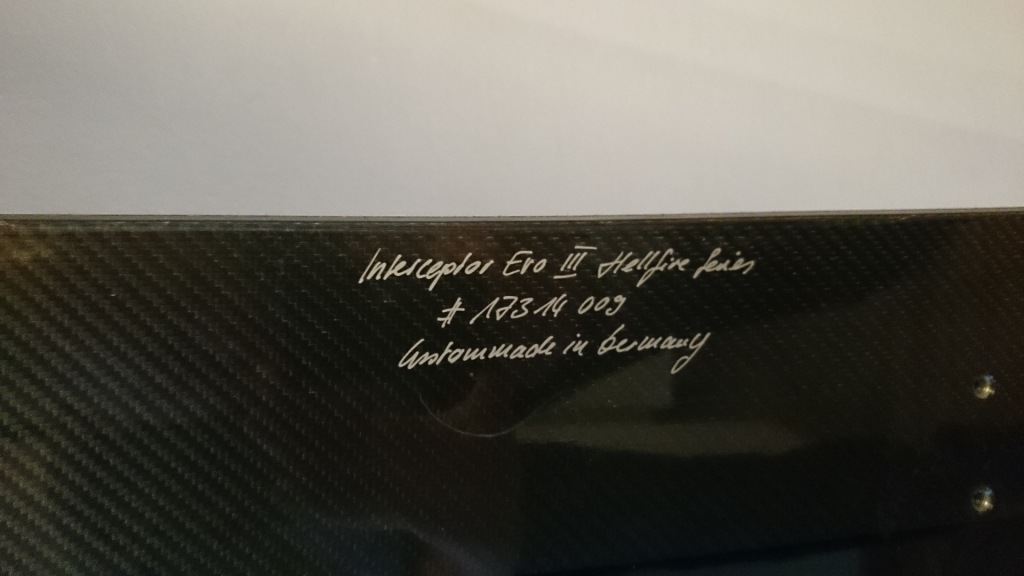 Interceptor Evo III Hellfire Series
# 17314 009
Custommade in Germany